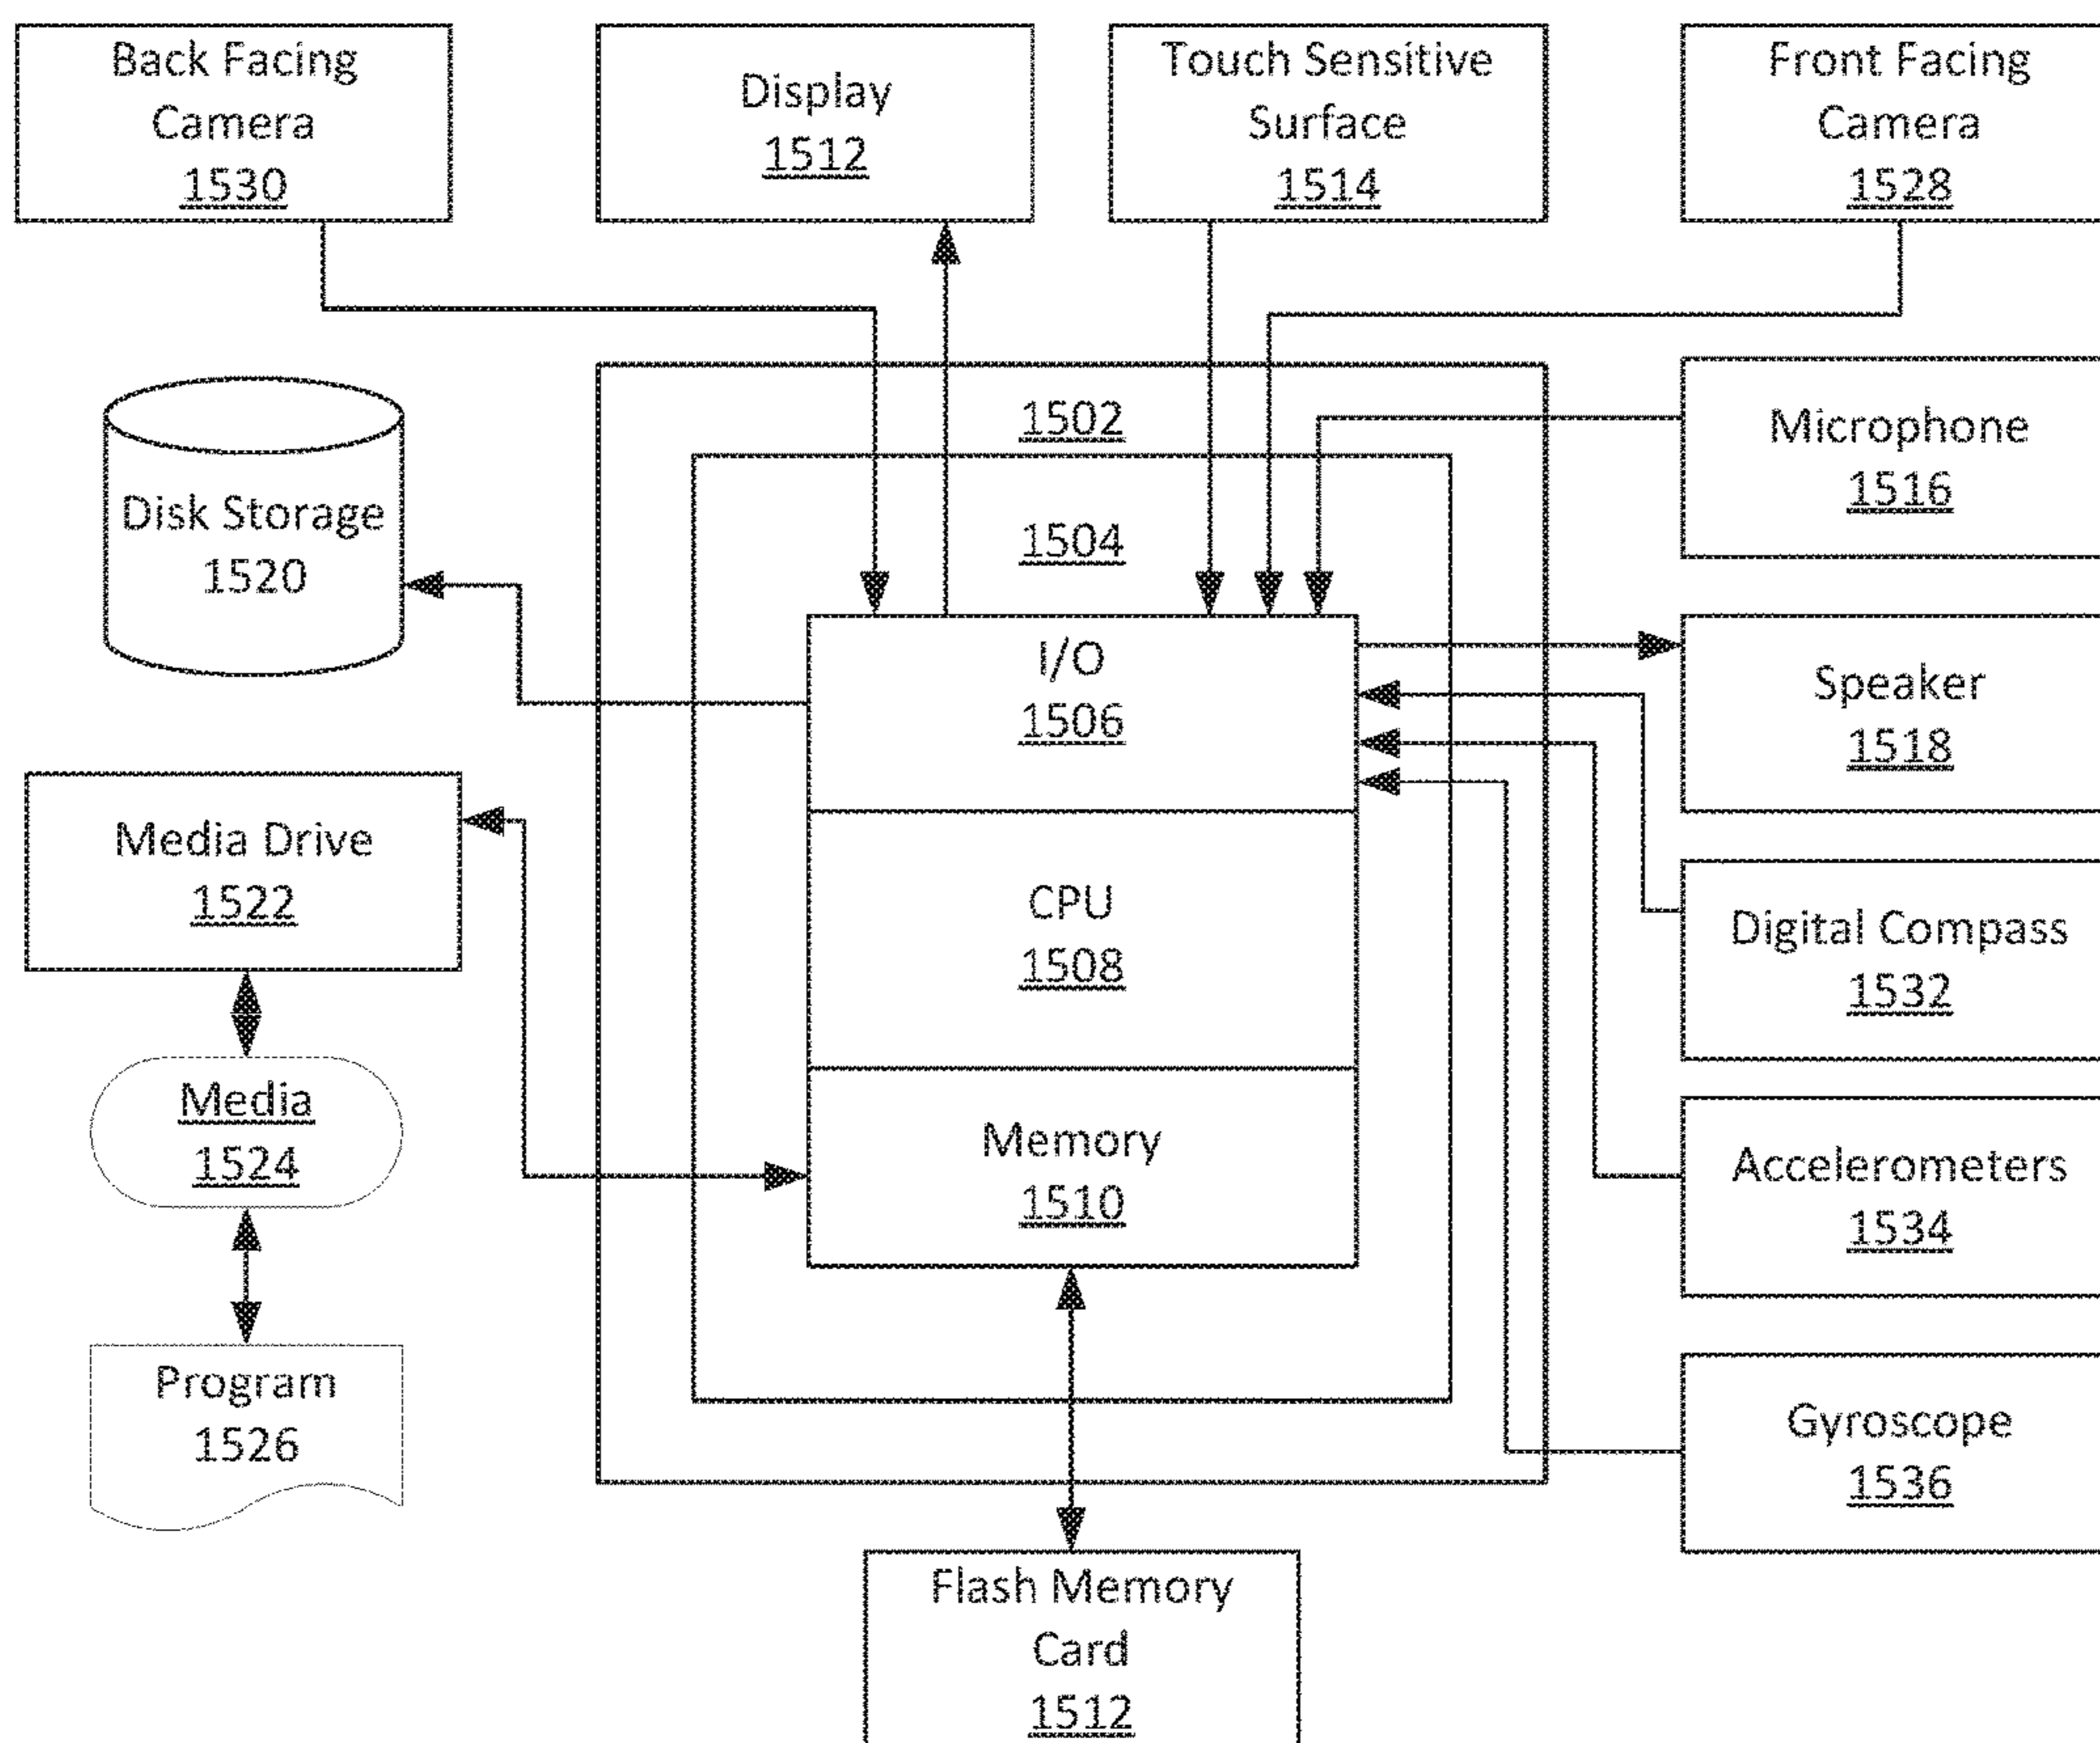 Back Facing
Camera
1530
Display
1512
Touch Sensitive
Surface
1514
Front Facing
Camera
1528
1502
1504
Microphone
1516
Disk Storage
1520
I/O
1506
Speaker
1518
Media Drive
1522
CPU
1508
Digital Compass
1532
Media
1524
Memory
1510
Accelerometers
1534
Program
1526
Gyroscope
1536
Flash Memory
Card
1512